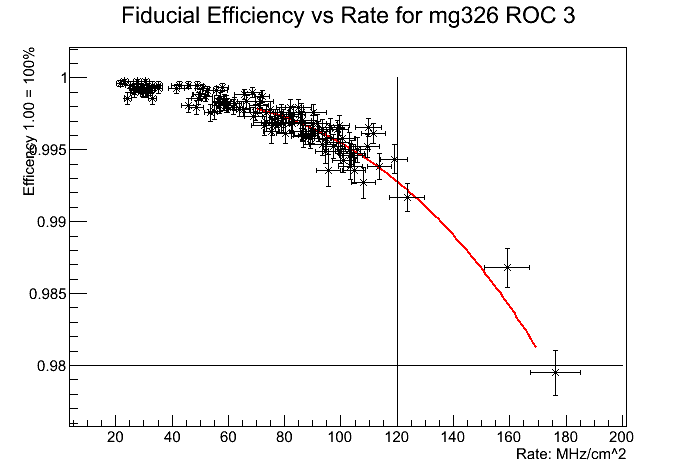 Fiducial Efficiency vs Rate for mg326 ROC 3
Efficency 1.00 = 100%
1
0.995
0.99
0.985
0.98
20 40 60 80 100 120 140 160 180 200
Rate: MHz/cm^2